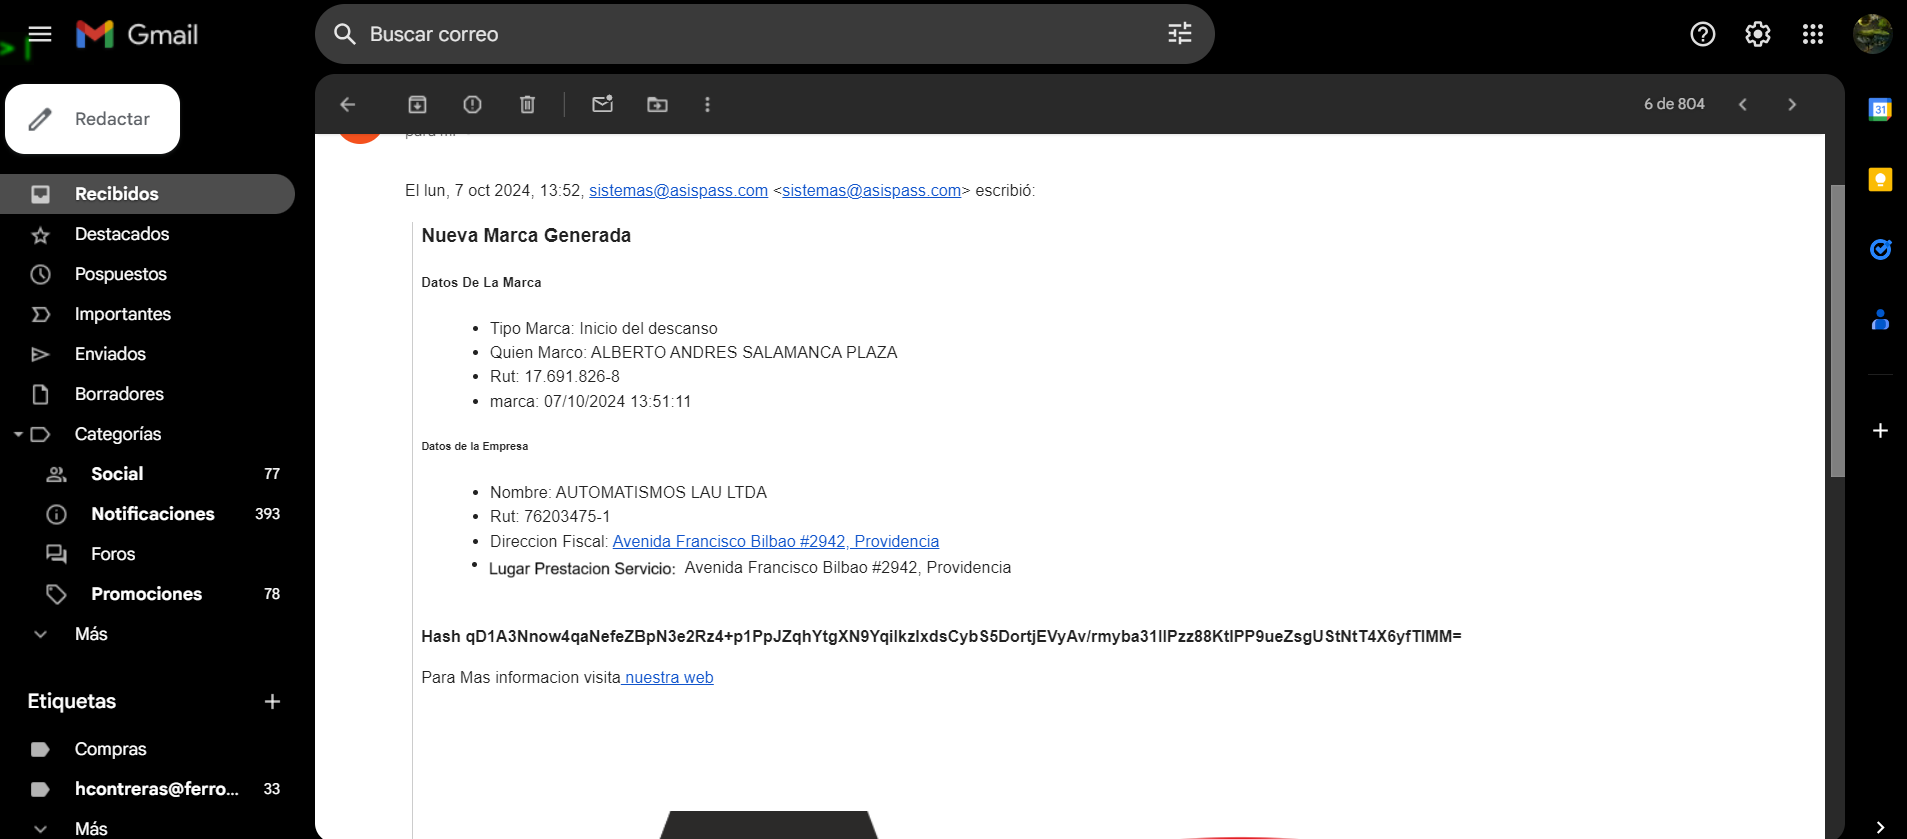 Gmail
Buscar correo
Redactar
6 de 804
31
Recibidos
Destacados
Pospuestos
Importantes
Enviados
Borradores
Categorías
Social 77
Notificaciones 393
Foros
Promociones 78
Más
Etiquetas
Compras
hcontreras@ferro... 33
Más
El lun, 7 oct 2024, 13:52, sistemas@asispass.com <sistemas@asispass.com> escribió:
Nueva Marca Generada
Datos De La Marca
• Tipo Marca: Inicio del descanso
• Quien Marco: ALBERTO ANDRES SALAMANCA PLAZA
• Rut: 17.691.826-8
• marca: 07/10/2024 13:51:11
Datos de la Empresa
• Nombre: AUTOMATISMOS LAU LTDA
• Rut: 76203475-1
• Direccion Fiscal: Avenida Francisco Bilbao #2942, Providencia
• Lugar Prestacion Servicio: Avenida Francisco Bilbao #2942, Providencia
Hash
Para Mas informacion visita nuestra web